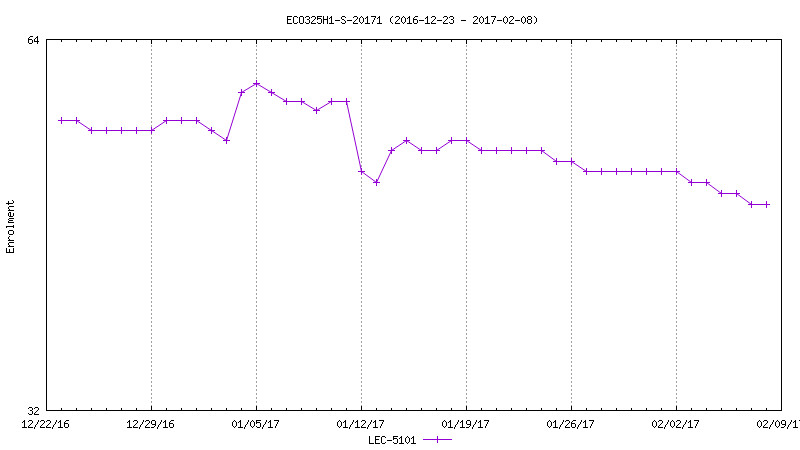 ECO325H1-S-20171 (2016-12-23 - 2017-02-08)
64
Enrolment
32
12/22/16 12/29/16 01/05/17 01/12/17 01/19/17 01/26/17 02/02/17 02/09/1
LEC-5101